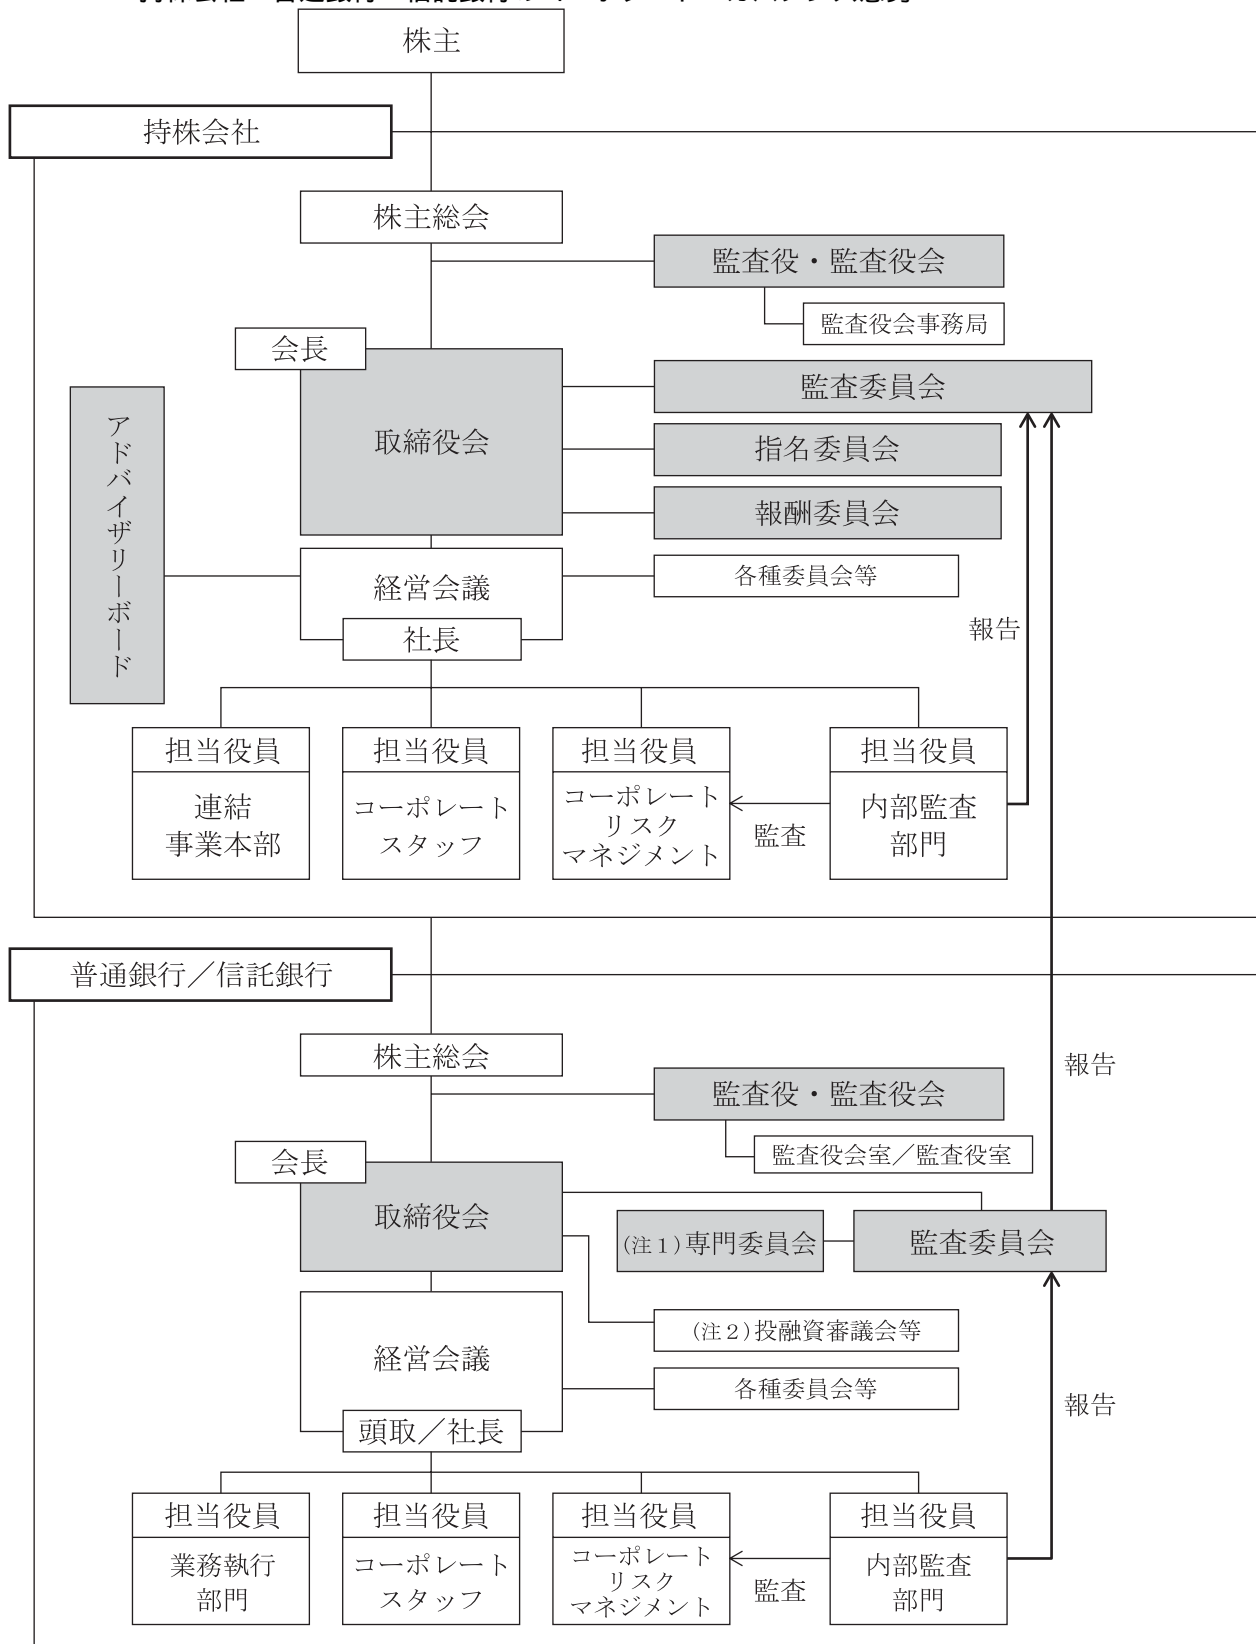 株主
持株会社
株主総会
監査役・監査役会
監査役会事務局
会長
取締役会
監査委員会
指名委員会
報酬委員会
アドバイザリーボード
経営会議
各種委員会等
社長
報告
担当役員
連結
事業本部
担当役員
コーポレート
スタッフ
担当役員
コーポレート
リスク
マネジメント
監査
担当役員
内部監査
部門
普通銀行／信託銀行
株主総会
監査役・監査役会
監査役会室／監査役室
報告
会長
取締役会
(注１)専門委員会
監査委員会
(注２)投融資審議会等
経営会議
各種委員会等
頭取／社長
報告
担当役員
業務執行
部門
担当役員
コーポレート
スタッフ
担当役員
コーポレート
リスク
マネジメント
監査
担当役員
内部監査
部門